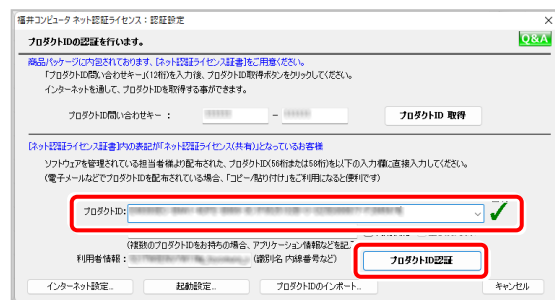 福井コンピュータ ネット認証ライセンス：認証設定
プロダクトIDの認証を行います。
Q&A
商品パッケージに内包されております、[ネット認証ライセンス証書]をご用意ください。
「プロダクトID問い合わせキー」(12桁)を入力後、プロダクトID取得ボタンをクリックしてください。
インターネットを通して、プロダクトIDを取得する事ができます。
プロダクトID問い合わせキー ：
-
プロダクトID 取得
[ネット認証ライセンス証書]内の表記が「ネット認証ライセンス(共有)」となっているお客様
ソフトウェアを管理されている担当者様より配布された、プロダクトID(56桁または58桁)を以下の入力欄に直接入力してください。
(電子メールなどでプロダクトIDを配布されている場合、「コピー/貼り付け」をご利用になると便利です)
プロダクトID:
(複数のプロダクトIDをお持ちの場合、アプリケーション情報などを記
利用者情報：
(識別名 内線番号など)
プロダクトID認証
インターネット設定...
起動設定...
プロダクトIDのインポート...
キャンセル